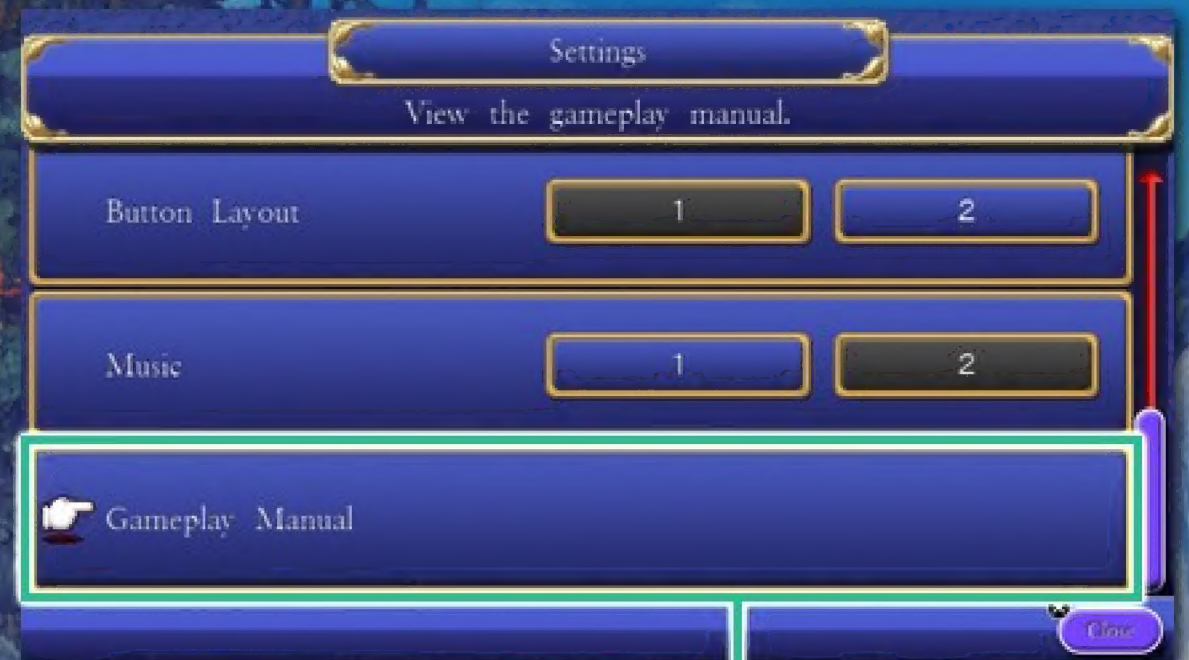 Settings
View the gameplay manual.
Button Layout 1 2
Music 1 2
Gameplay Manual
Close